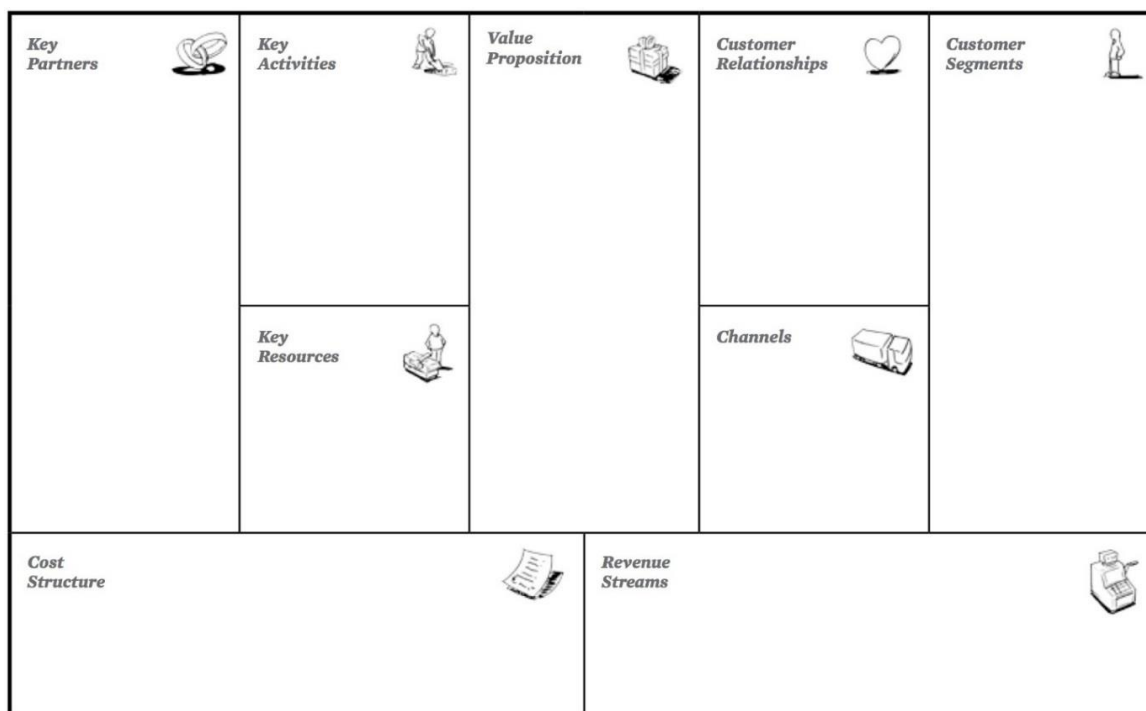 Key
Partners
Key
Activities
Value
Proposition
Customer
Relationships
Customer
Segments
Key
Resources
Channels
Cost
Structure
Revenue
Streams